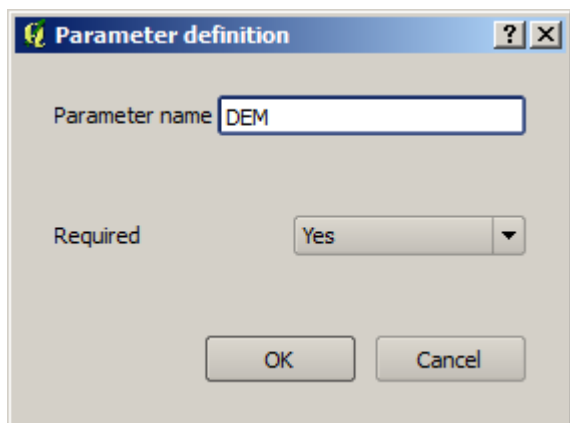 Parameter definition
Parameter name DEM
Required Yes
OK Cancel